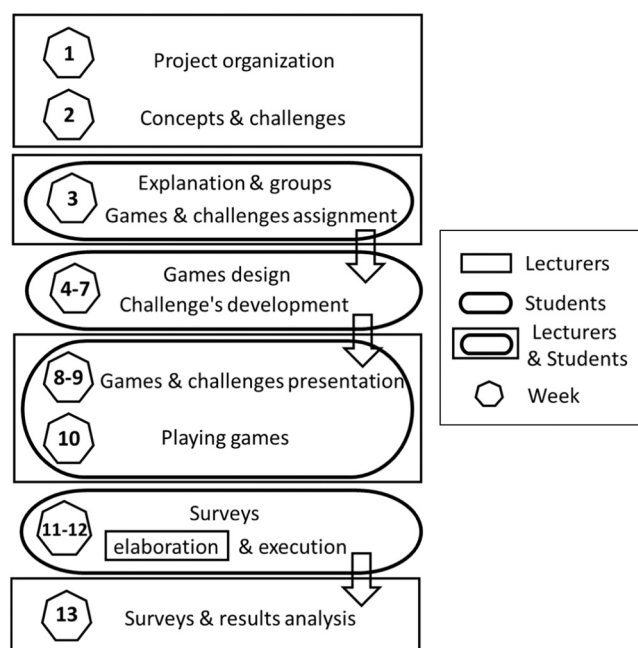 1
Project organization
2
Concepts & challenges
3
Explanation & groups
Games & challenges assignment
4-7
Games design
Challenge's development
8-9
Games & challenges presentation
10
Playing games
11-12
Surveys
elaboration & execution
13
Surveys & results analysis
Lecturers
Students
Lecturers
& Students
Week